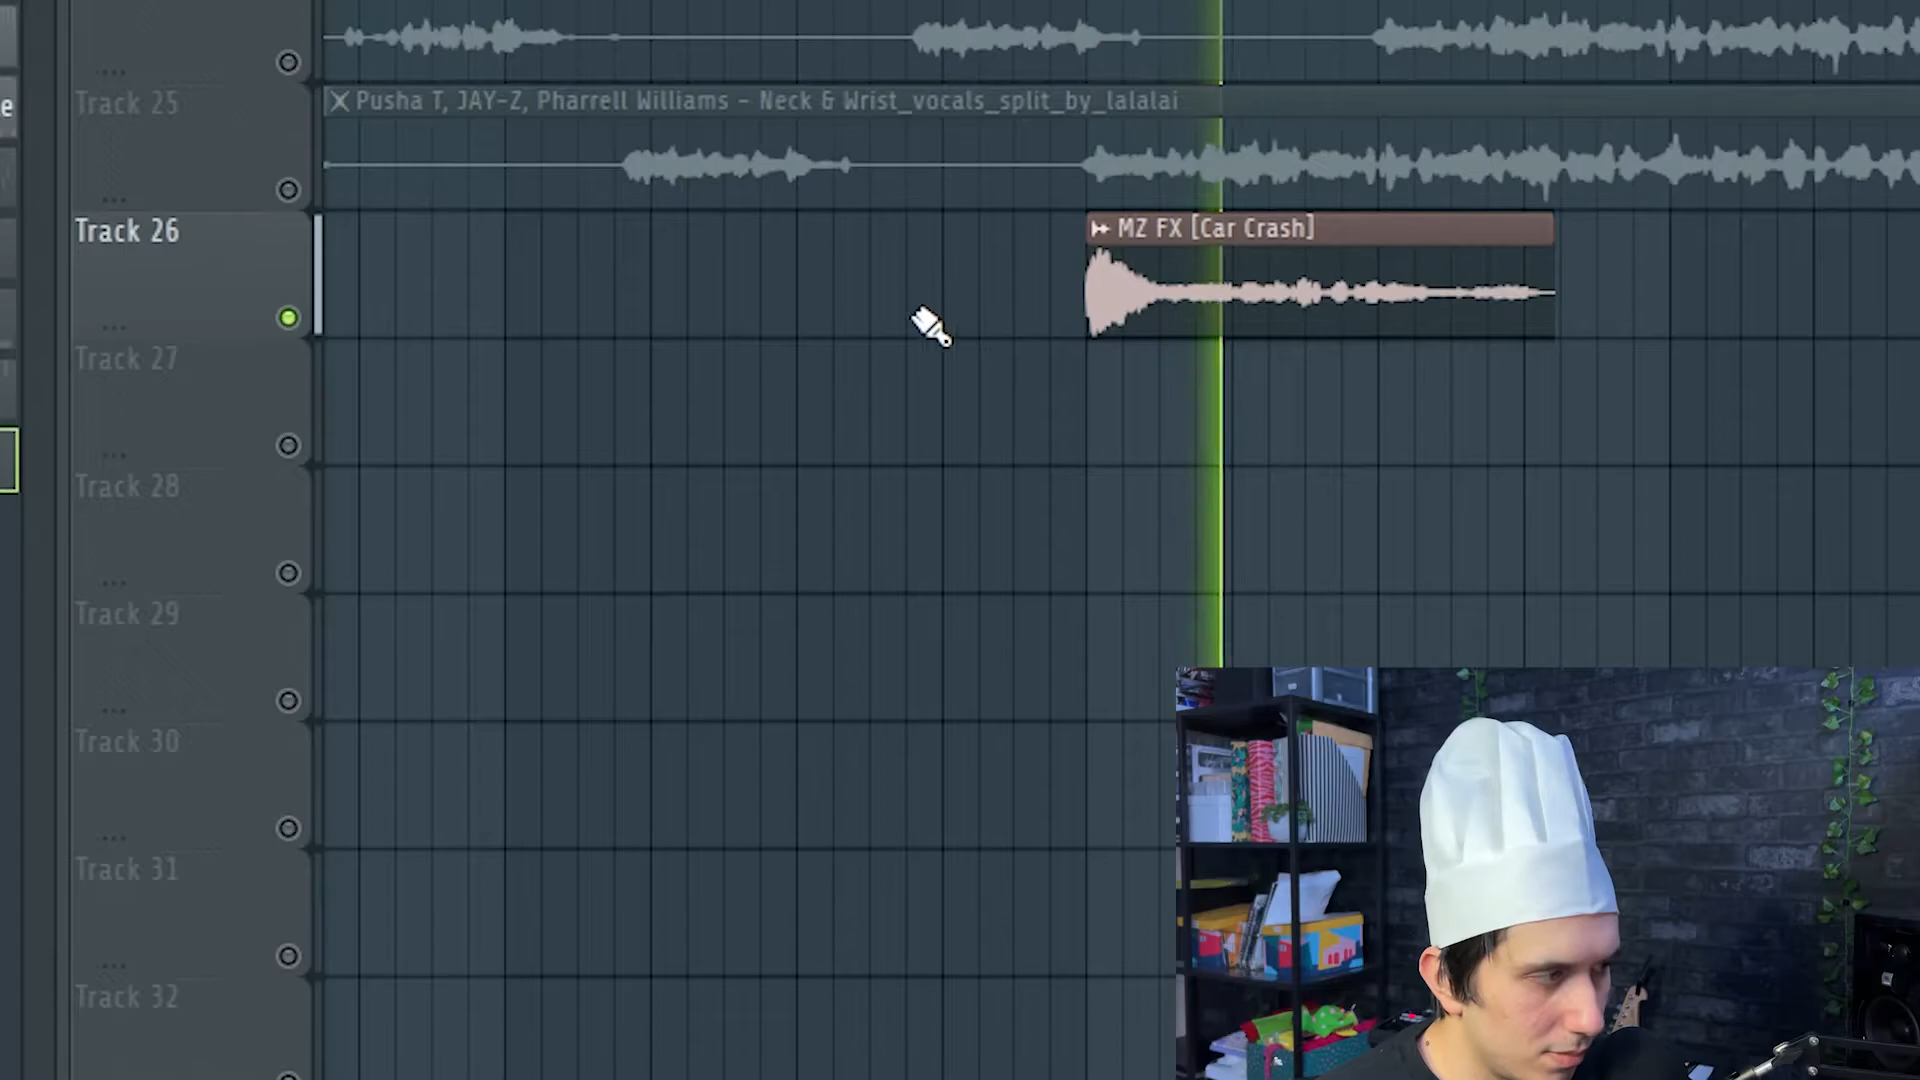 e
Track 25
Pusha T, JAY-Z, Pharrell Williams - Neck & Wrist_vocals_split_by_lalalai
Track 26
MZ FX [Car Crash]
Track 27
Track 28
Track 29
Track 30
Track 31
Track 32